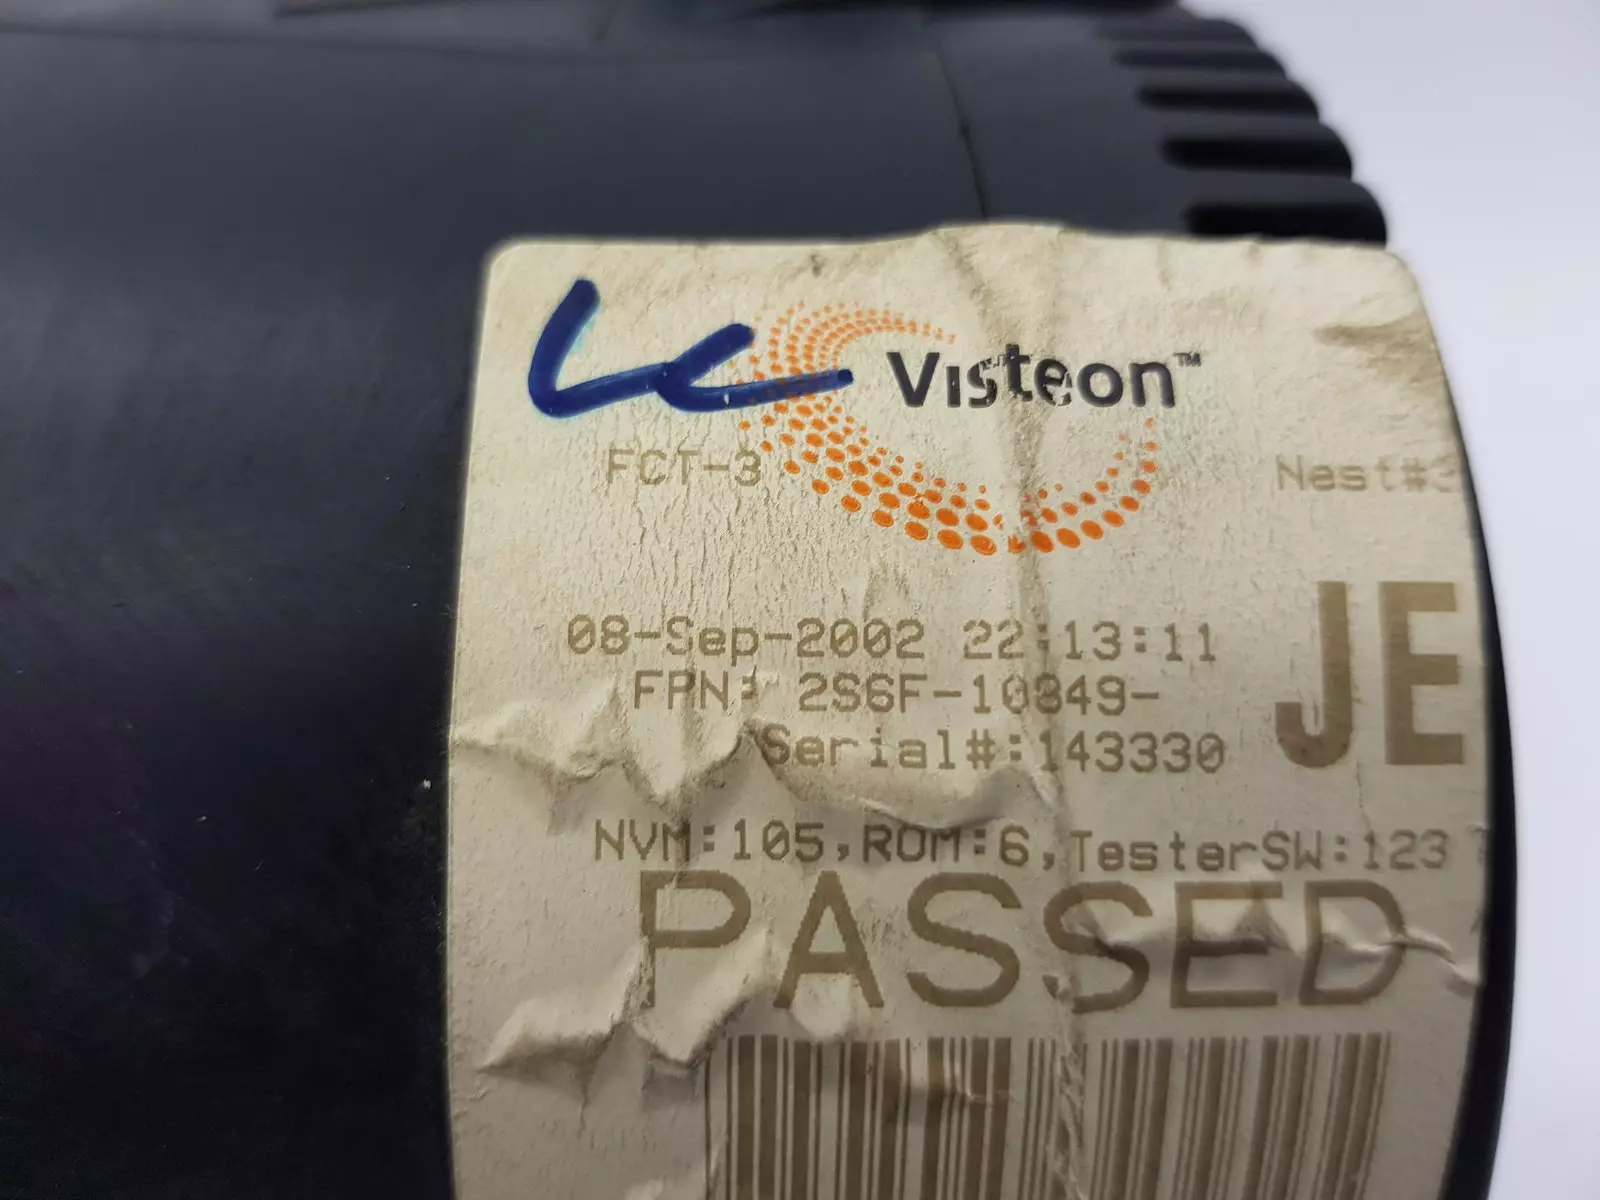 Visteon™
FCT-3
Nest#3
08-Sep-2002 22:13:11
JE
FPN: 2S6F-10849-
Serial#:143330
NVM:105,ROM:6,TesterSW:123
PASSED